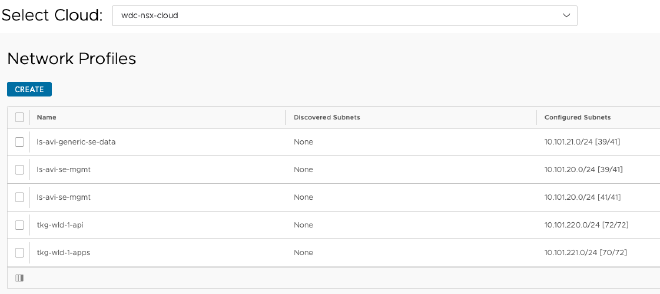 Select Cloud: wdc-nsx-cloud
Network Profiles
CREATE
Name Discovered Subnets Configured Subnets
ls-avi-generic-se-data None 10.101.21.0/24 [39/41]
ls-avi-se-mgmt None 10.101.20.0/24 [39/41]
ls-avi-se-mgmt None 10.101.20.0/24 [41/41]
tkg-wld-1-api None 10.101.220.0/24 [72/72]
tkg-wld-1-apps None 10.101.221.0/24 [70/72]